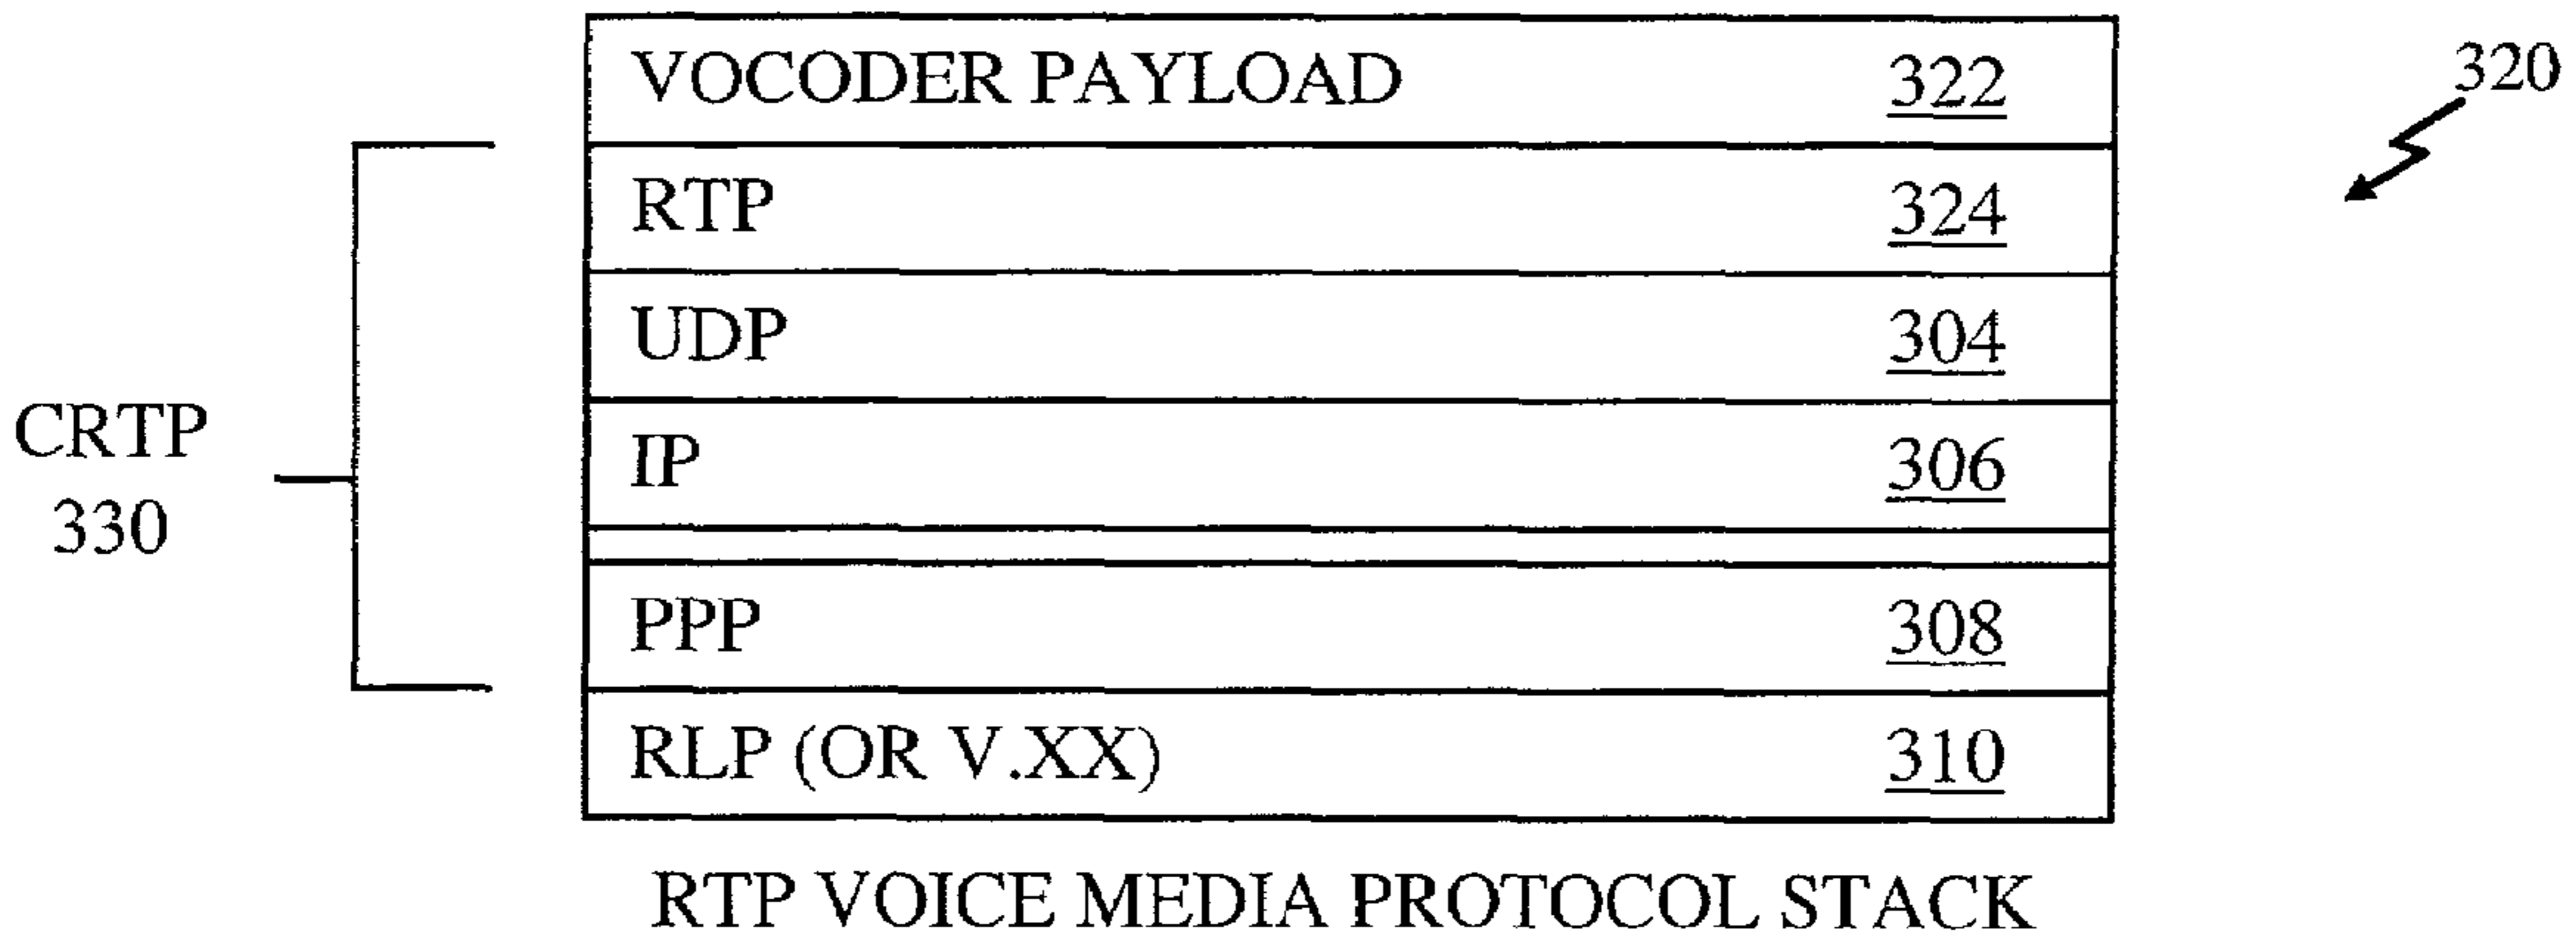 VOCODER PAYLOAD 322
320
RTP 324
UDP 304
IP 306
CRTP
330
PPP 308
RLP (OR V.XX) 310
RTP VOICE MEDIA PROTOCOL STACK